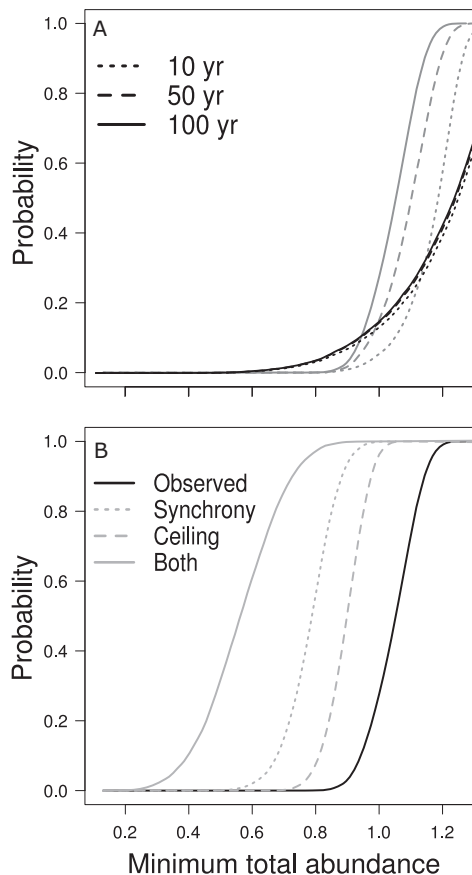 A
10 yr
50 yr
100 yr
Probability
1.0
0.8
0.6
0.4
0.2
0.0
B
Observed
Synchrony
Ceiling
Both
Probability
1.0
0.8
0.6
0.4
0.2
0.0
0.2 0.4 0.6 0.8 1.0 1.2
Minimum total abundance